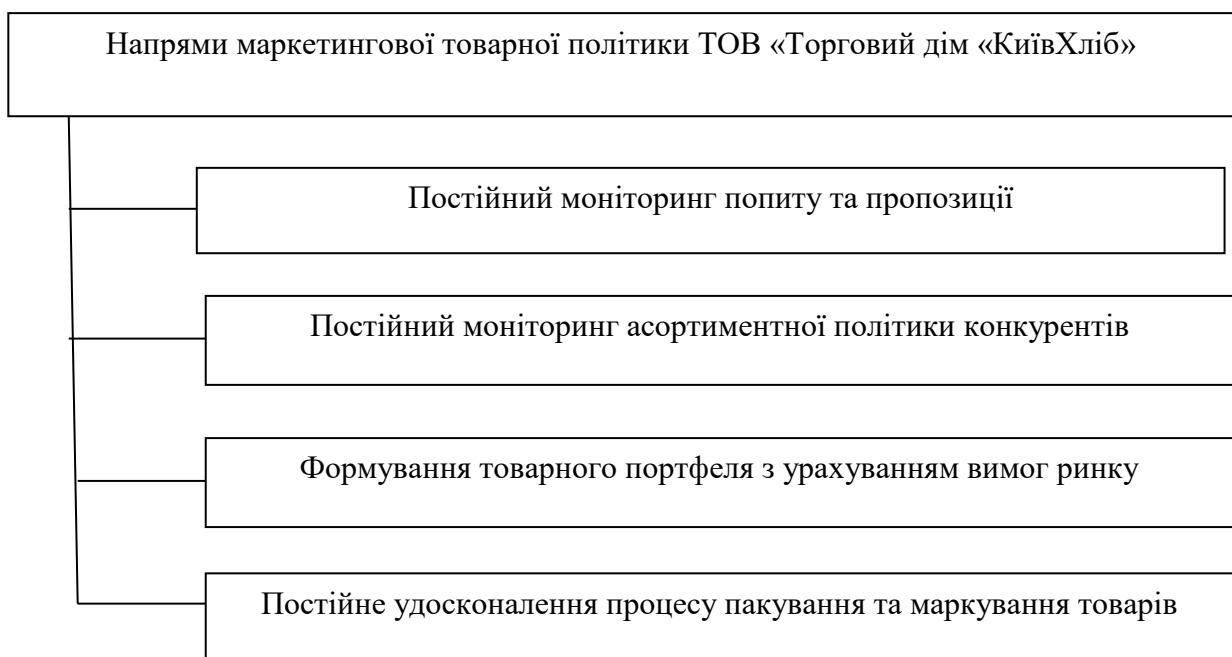 Напрями маркетингової товарної політики ТОВ «Торговий дім «КиївХліб»
Постійний моніторинг попиту та пропозиції
Постійний моніторинг асортиментної політики конкурентів
Формування товарного портфеля з урахуванням вимог ринку
Постійне удосконалення процесу пакування та маркування товарів